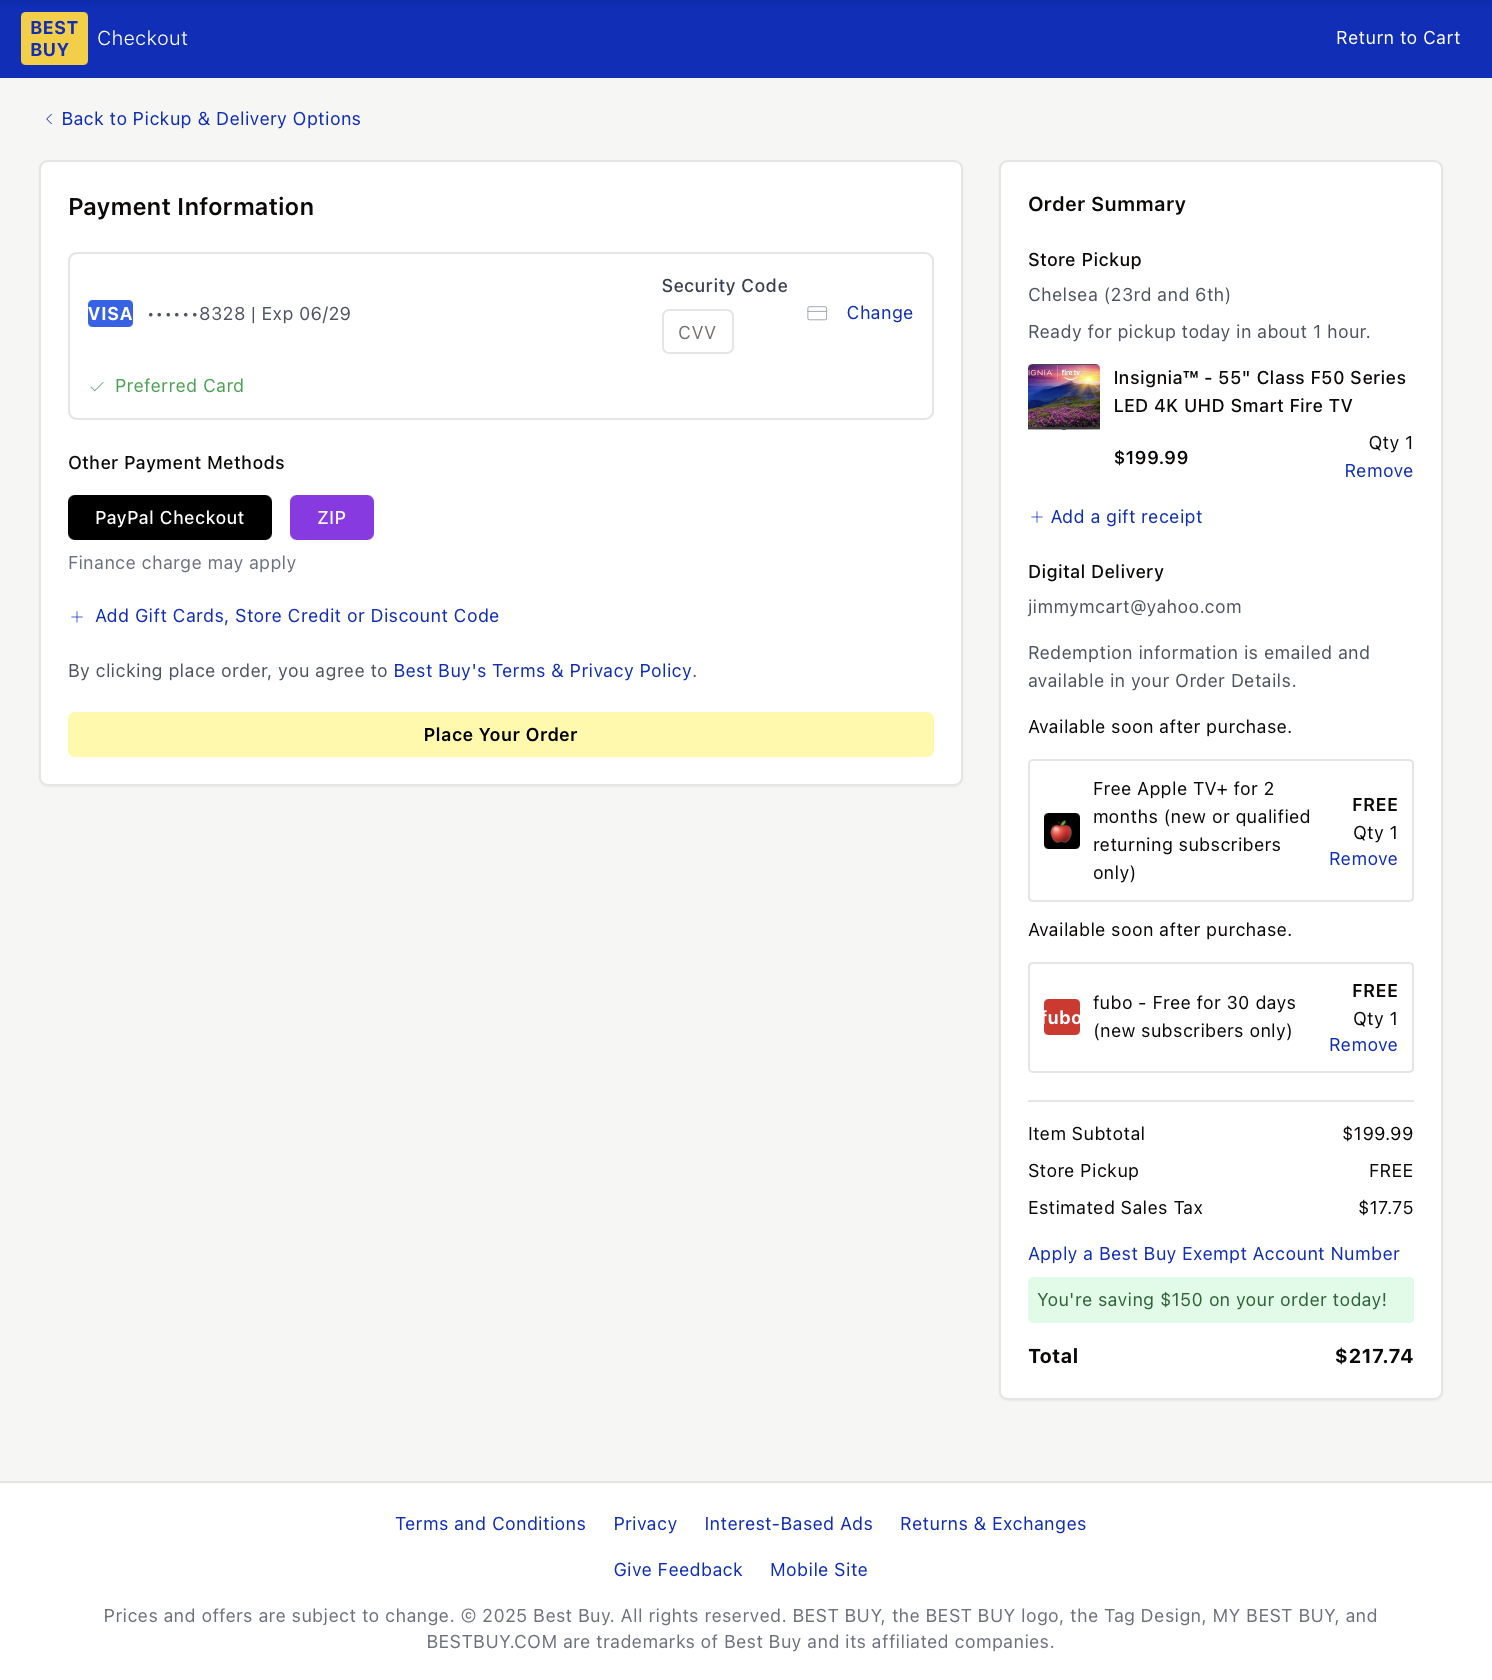 BEST
BUY
Checkout
Return to Cart
Back to Pickup & Delivery Options
Payment Information
VISA
••••••8328 | Exp 06/29
Security Code
CVV
Change
Preferred Card
Other Payment Methods
PayPal Checkout
ZIP
Finance charge may apply
+ Add Gift Cards, Store Credit or Discount Code
By clicking place order, you agree to Best Buy's Terms & Privacy Policy.
Place Your Order
Order Summary
Store Pickup
Chelsea (23rd and 6th)
Ready for pickup today in about 1 hour.
fire tv
Insignia™ - 55" Class F50 Series
LED 4K UHD Smart Fire TV
$199.99
Qty 1
Remove
+ Add a gift receipt
Digital Delivery
jimmymcart@yahoo.com
Redemption information is emailed and
available in your Order Details.
Available soon after purchase.
Free Apple TV+ for 2
months (new or qualified
returning subscribers
only)
FREE
Qty 1
Remove
Available soon after purchase.
fubo
fubo - Free for 30 days
(new subscribers only)
FREE
Qty 1
Remove
Item Subtotal $199.99
Store Pickup FREE
Estimated Sales Tax $17.75
Apply a Best Buy Exempt Account Number
You're saving $150 on your order today!
Total $217.74
Terms and Conditions Privacy Interest-Based Ads Returns & Exchanges
Give Feedback Mobile Site
Prices and offers are subject to change. © 2025 Best Buy. All rights reserved. BEST BUY, the BEST BUY logo, the Tag Design, MY BEST BUY, and
BESTBUY.COM are trademarks of Best Buy and its affiliated companies.